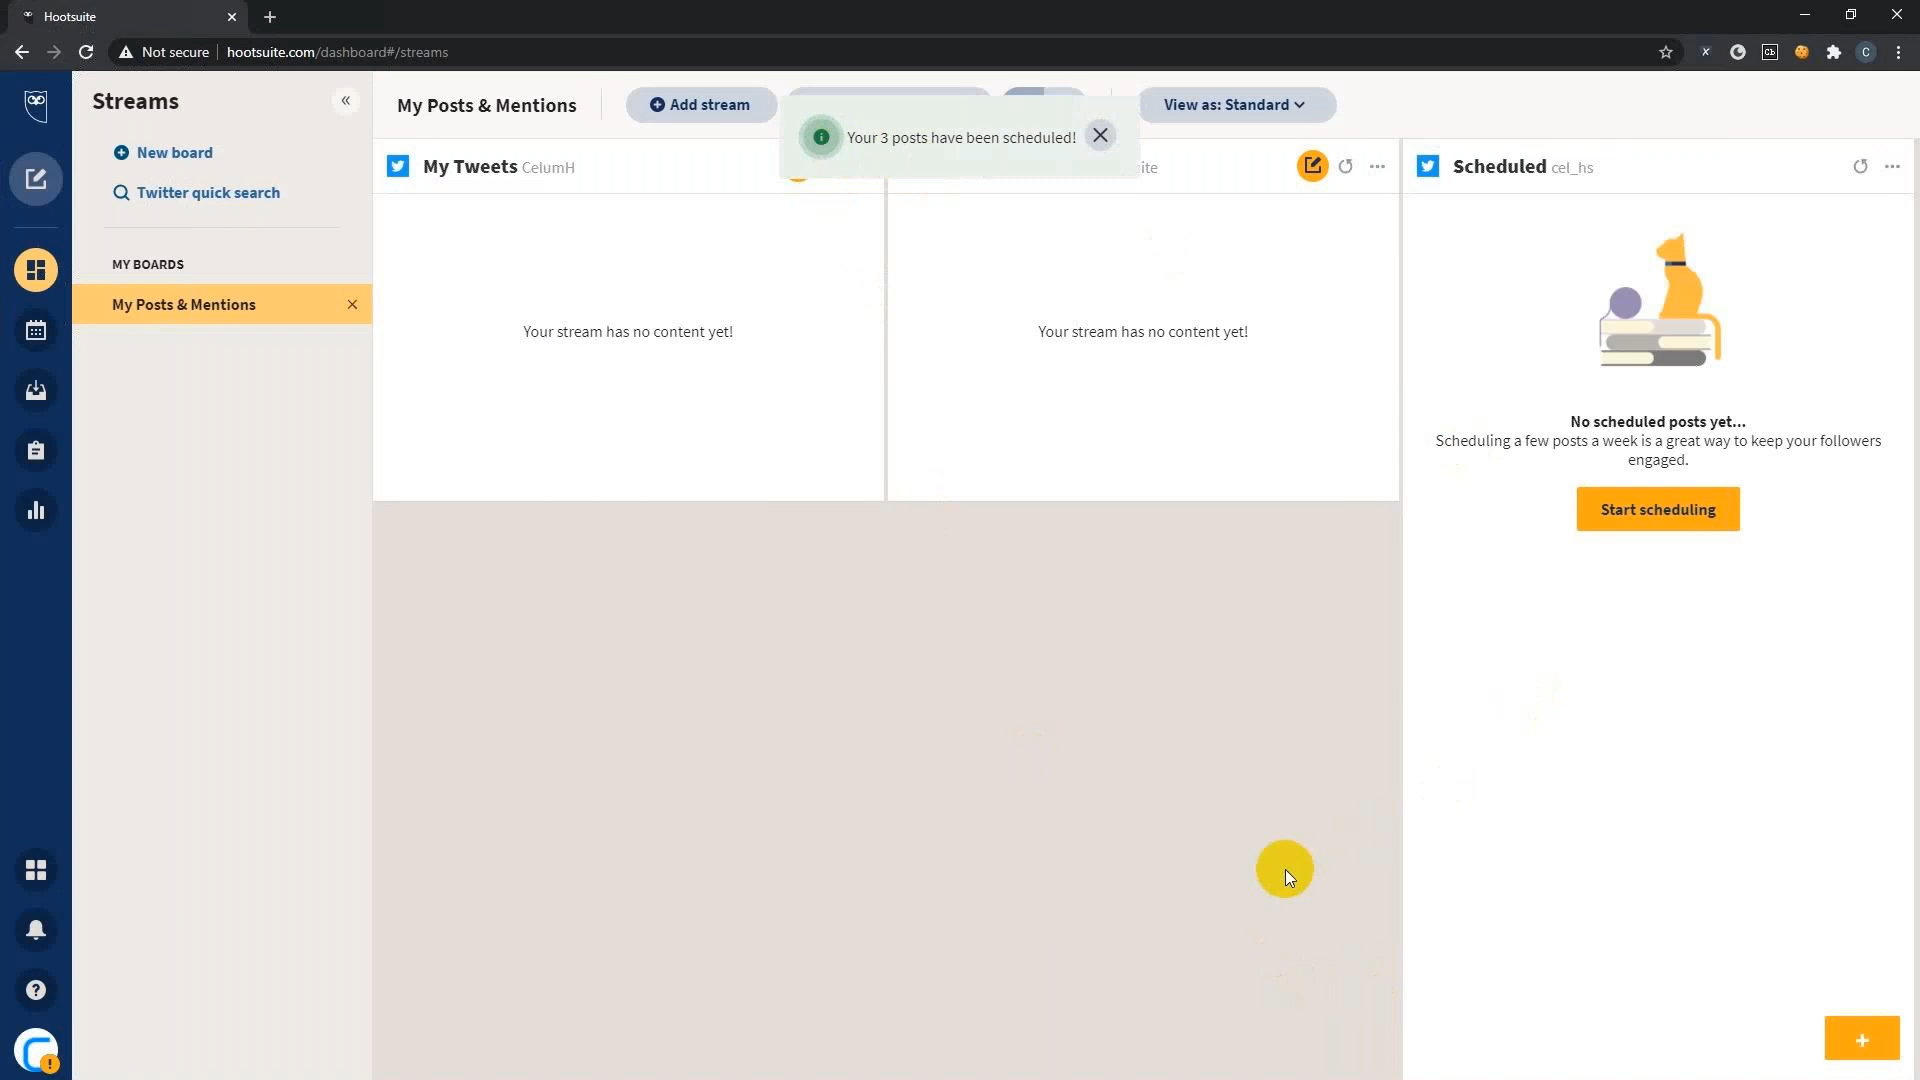 Hootsuite
Not secure
hootsuite.com/dashboard#/streams
C
Streams
New board
Twitter quick search
MY BOARDS
My Posts & Mentions
My Posts & Mentions
Add stream
View as: Standard
Your 3 posts have been scheduled!
My Tweets CelumH
ite
Scheduled cel_hs
Your stream has no content yet!
Your stream has no content yet!
No scheduled posts yet...
Scheduling a few posts a week is a great way to keep your followers
engaged.
Start scheduling